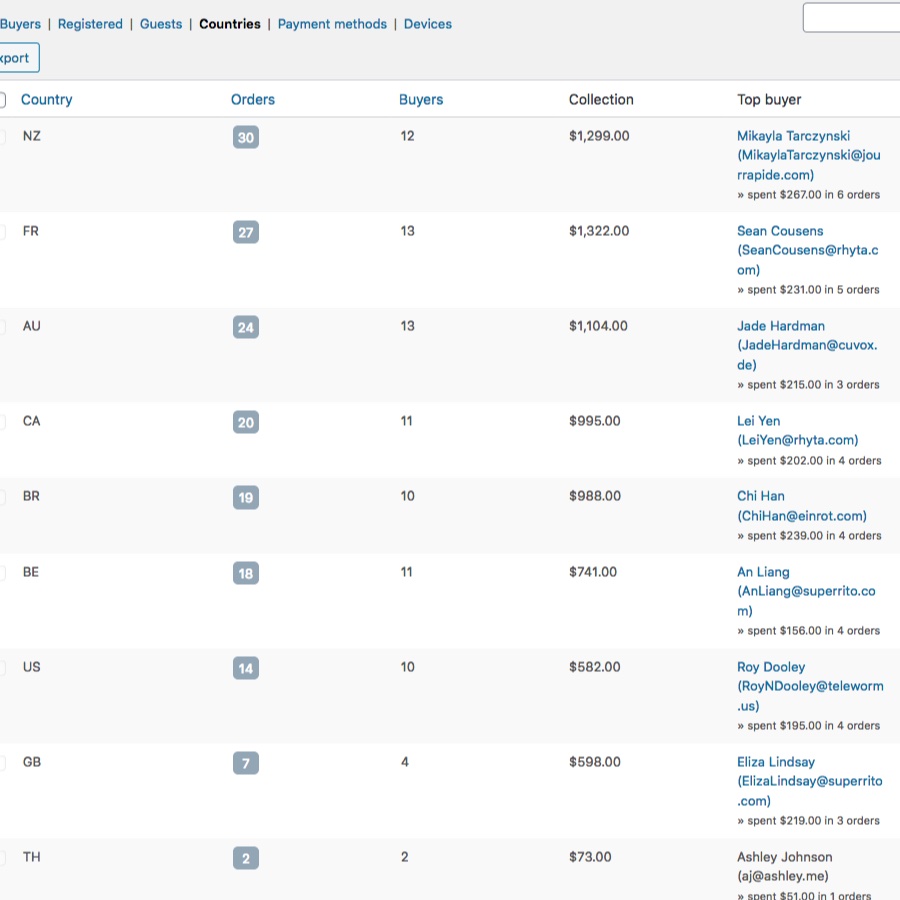 Buyers | Registered | Guests | Countries | Payment methods | Devices
xport
Country Orders Buyers Collection Top buyer
NZ 30 12 $1,299.00 Mikayla Tarczynski
(MikaylaTarczynski@jou
rrapide.com)
» spent $267.00 in 6 orders
FR 27 13 $1,322.00 Sean Cousens
(SeanCousens@rhyta.c
om)
» spent $231.00 in 5 orders
AU 24 13 $1,104.00 Jade Hardman
(JadeHardman@cuvox.
de)
» spent $215.00 in 3 orders
CA 20 11 $995.00 Lei Yen
(LeiYen@rhyta.com)
» spent $202.00 in 4 orders
BR 19 10 $988.00 Chi Han
(ChiHan@einrot.com)
» spent $239.00 in 4 orders
BE 18 11 $741.00 An Liang
(AnLiang@superrito.co
m)
» spent $156.00 in 4 orders
US 14 10 $582.00 Roy Dooley
(RoyNDooley@teleworm
.us)
» spent $195.00 in 4 orders
GB 7 4 $598.00 Eliza Lindsay
(ElizaLindsay@superrito
.com)
» spent $219.00 in 3 orders
TH 2 2 $73.00 Ashley Johnson
(aj@ashley.me)
» spent $51.00 in 1 orders